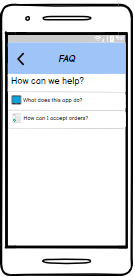 FAQ
How can we help?
What does this app do?
How can I accept orders?